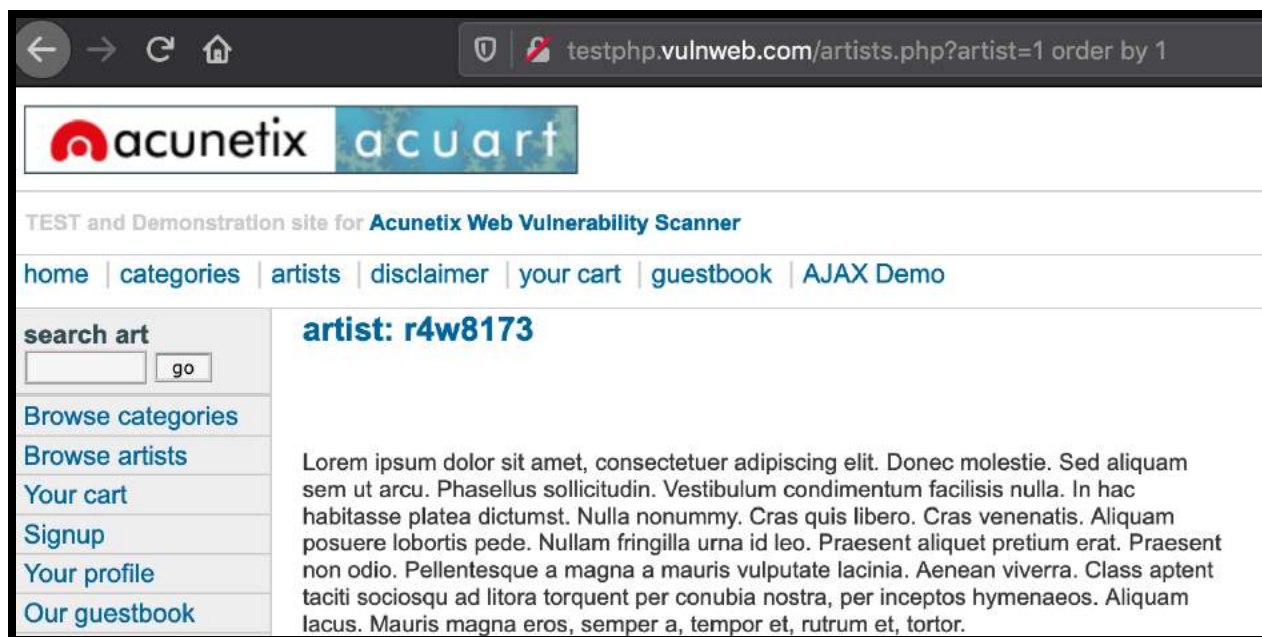 testphp.vulnweb.com/artists.php?artist=1 order by 1
acunetix acuart
TEST and Demonstration site for Acunetix Web Vulnerability Scanner
home | categories | artists | disclaimer | your cart | guestbook | AJAX Demo
search art
go
Browse categories
Browse artists
Your cart
Signup
Your profile
Our guestbook
artist: r4w8173
Lorem ipsum dolor sit amet, consectetuer adipiscing elit. Donec molestie. Sed aliquam
sem ut arcu. Phasellus sollicitudin. Vestibulum condimentum facilisis nulla. In hac
habitasse platea dictumst. Nulla nonummy. Cras quis libero. Cras venenatis. Aliquam
posuere lobortis pede. Nullam fringilla urna id leo. Praesent aliquet pretium erat. Praesent
non odio. Pellentesque a magna a mauris vulputate lacinia. Aenean viverra. Class aptent
taciti sociosqu ad litora torquent per conubia nostra, per inceptos hymenaeos. Aliquam
lacus. Mauris magna eros, semper a, tempor et, rutrum et, tortor.